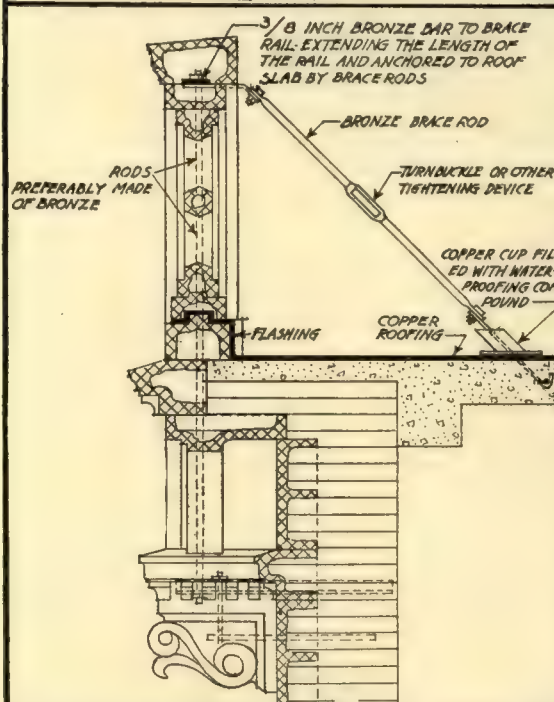 3/8 INCH BRONZE BAR TO BRACE
RAIL-EXTENDING THE LENGTH OF
THE RAIL AND ANCHORED TO ROOF
SLAB BY BRACE RODS
BRONZE BRACE ROD
RODS
PREFERABLY MADE
OF BRONZE
TURNBUCKLE OR OTHER
TIGHTENING DEVICE
COPPER CUP FIL
ED WITH WATER-
PROOFING COM
POUND
COPPER
ROOFING
FLASHING